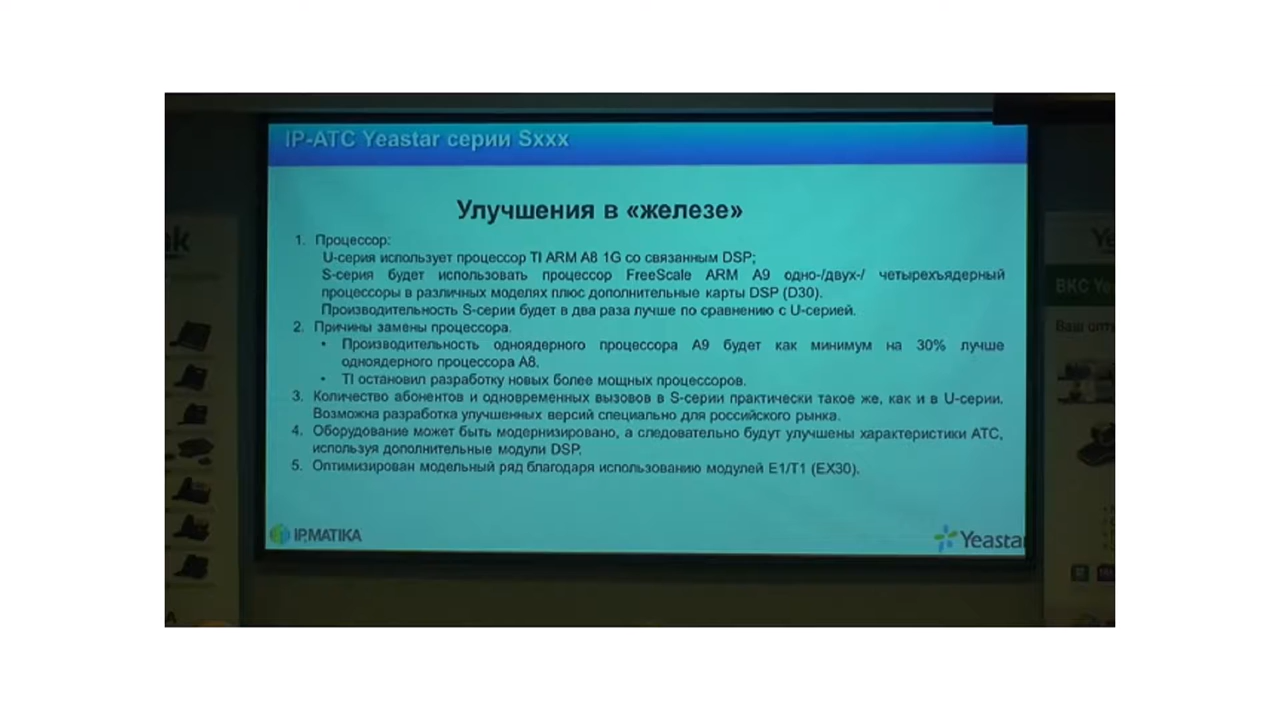 IP-АТС Yeastar серии Sxxx
Улучшения в «железе»
1. Процессор:
U-серия использует процессор TI ARM A8 1G со связанным DSP;
S-серия будет использовать процессор FreeScale ARM A9 одно-/двух-/ четырехъядерный
процессоры в различных моделях плюс дополнительные карты DSP (D30).
Производительность S-серии будет в два раза лучше по сравнению с U-серией.
2. Причины замены процессора.
• Производительность одноядерного процессора A9 будет как минимум на 30% лучше
одноядерного процессора A8.
• TI остановил разработку новых более мощных процессоров.
3. Количество абонентов и одновременных вызовов в S-серии практически такое же, как и в U-серии.
Возможна разработка улучшенных версий специально для российского рынка.
4. Оборудование может быть модернизировано, а следовательно будут улучшены характеристики АТС,
используя дополнительные модули DSP.
5. Оптимизирован модельный ряд благодаря использованию модулей E1/T1 (EX30).
IPMATIKA
Yeastar
ВКС Ye
Ваш опт